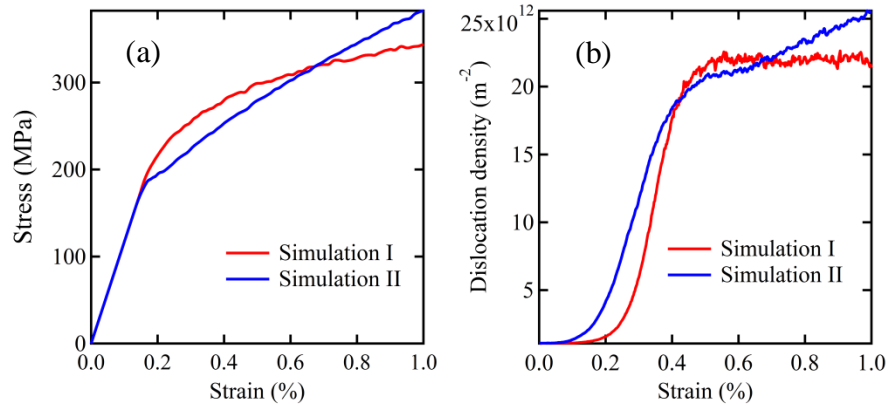 (a)
Stress (MPa)
300
200
100
0
0.0 0.2 0.4 0.6 0.8 1.0
Strain (%)
Simulation I
Simulation II
(b)
Dislocation density (m⁻²)
25x10¹²
20
15
10
5
0.0 0.2 0.4 0.6 0.8 1.0
Strain (%)
Simulation I
Simulation II